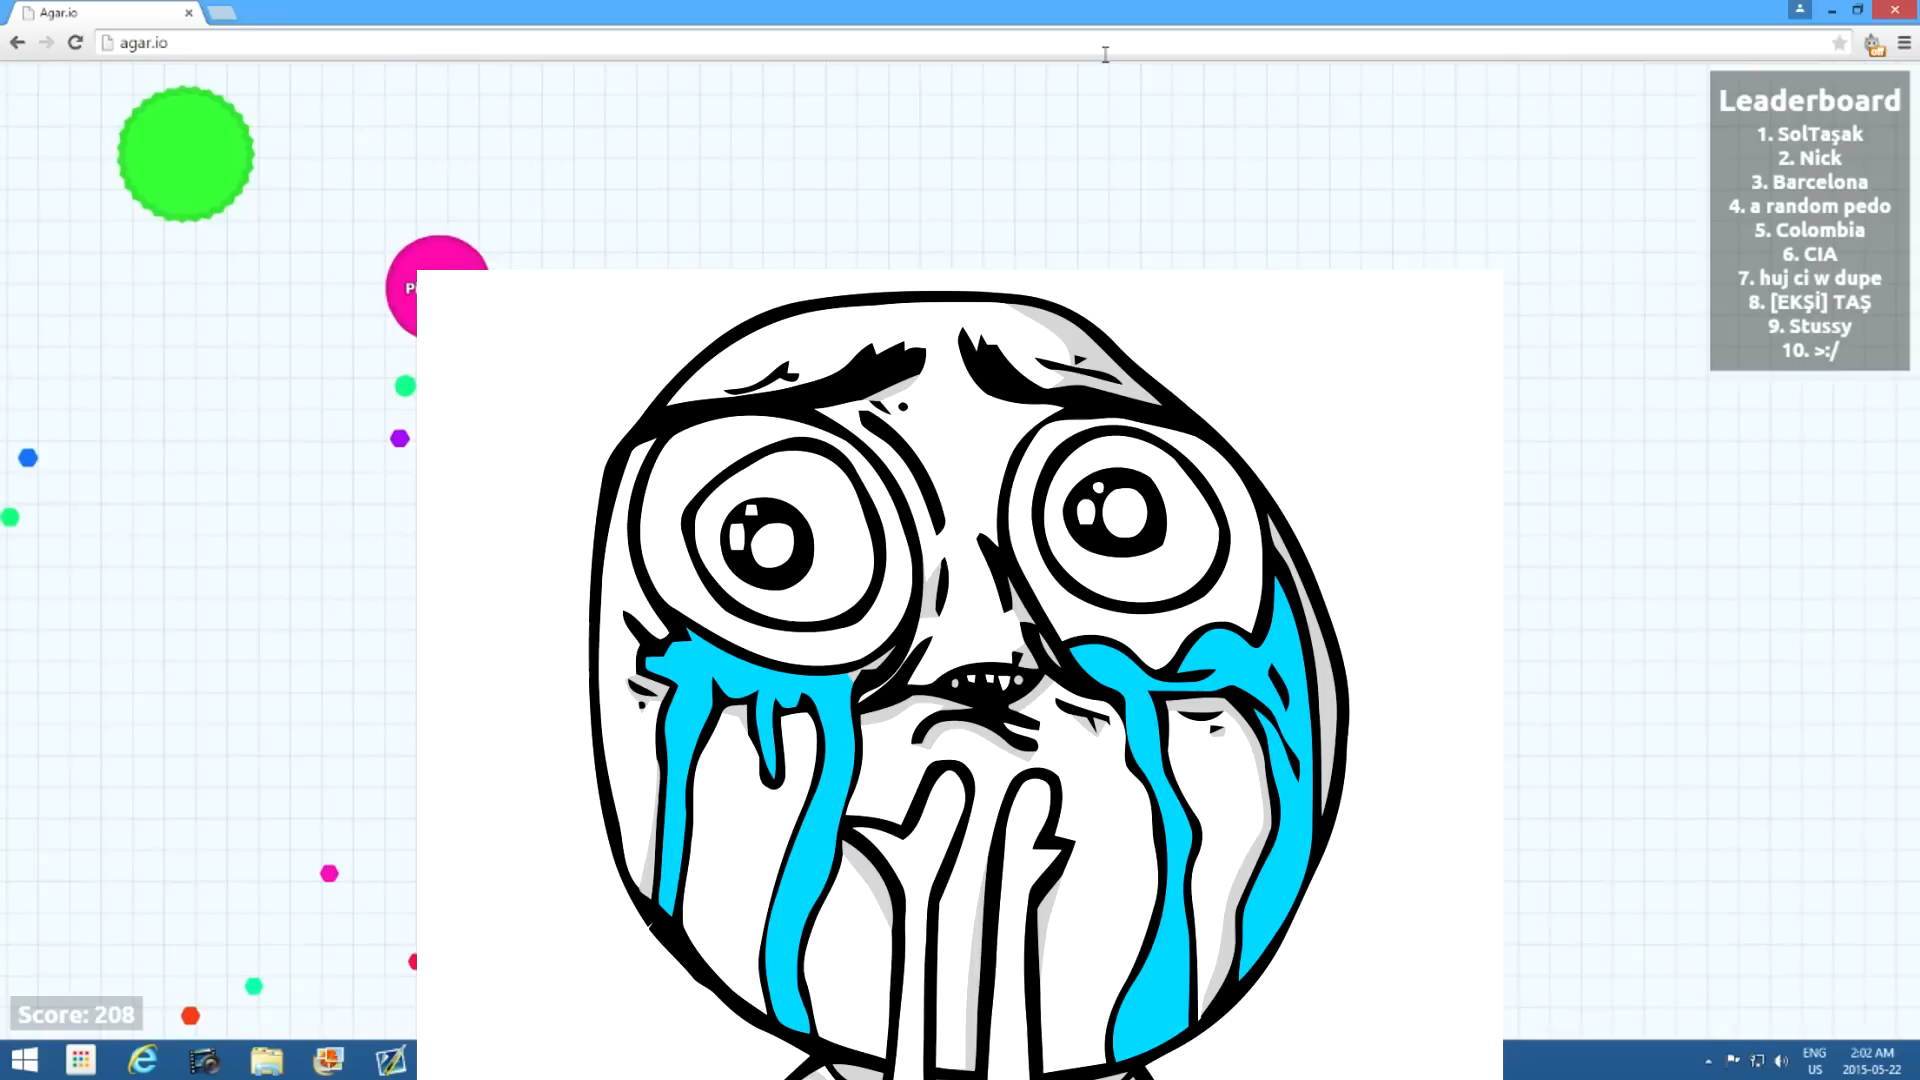 Agar.io
agar.io
Leaderboard
1. SolTaşak
2. Nick
3. Barcelona
4. a random pedo
5. Colombia
6. CIA
7. huj ci w dupe
8. [EKŞİ] TAŞ
9. Stussy
10. >:/
Pi
Score: 208
off
ENG
US
2:02 AM
2015-05-22